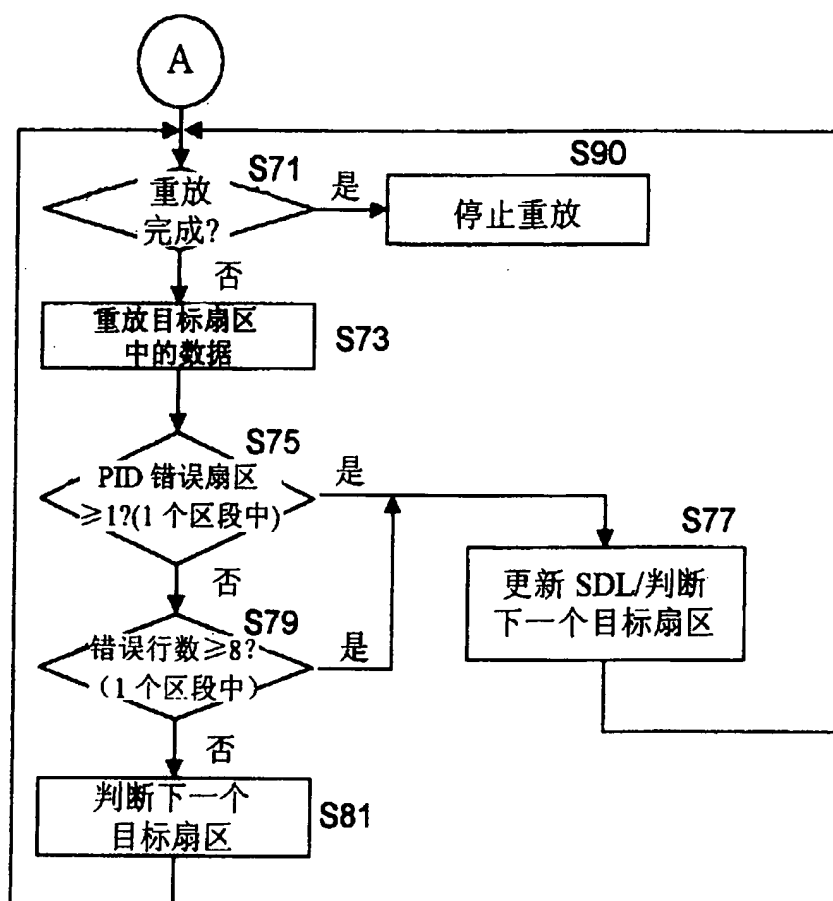 A
S71
重放
完成?
是
S90
停止重放
否
重放目标扇区
中的数据
S73
S75
PID 错误扇区
≥1?(1 个区段中)
是
S77
更新 SDL/判断
下一个目标扇区
否
S79
错误行数≥8?
(1 个区段中)
是
否
判断下一个
目标扇区
S81